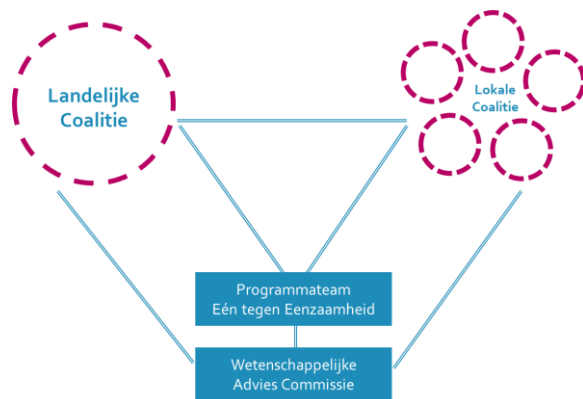 Landelijke
Coalitie
Lokale
Coalitie
Programmateam
Eén tegen Eenzaamheid
Wetenschappelijke
Advies Commissie